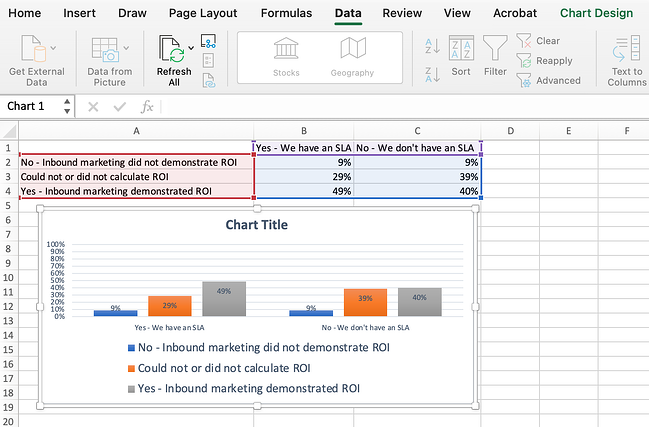 Home Insert Draw Page Layout Formulas Data Review View Acrobat Chart Design
Get External Data
Data from Picture
Refresh All
Stocks
Geography
Sort
Filter
Clear
Reapply
Advanced
Text to Columns
Chart 1 fx
A B C D E F
1 Yes - We have an SLA No - We don't have an SLA
2 No - Inbound marketing did not demonstrate ROI 9% 9%
3 Could not or did not calculate ROI 29% 39%
4 Yes - Inbound marketing demonstrated ROI 49% 40%
5
6
7
8
9
10
11
12
13
14
15
16
17
18
19
20
Chart Title
100%
90%
80%
70%
60%
50%
40%
30%
20%
10%
0%
9% 29% 49% 9% 39% 40%
Yes - We have an SLA No - We don't have an SLA
No - Inbound marketing did not demonstrate ROI
Could not or did not calculate ROI
Yes - Inbound marketing demonstrated ROI